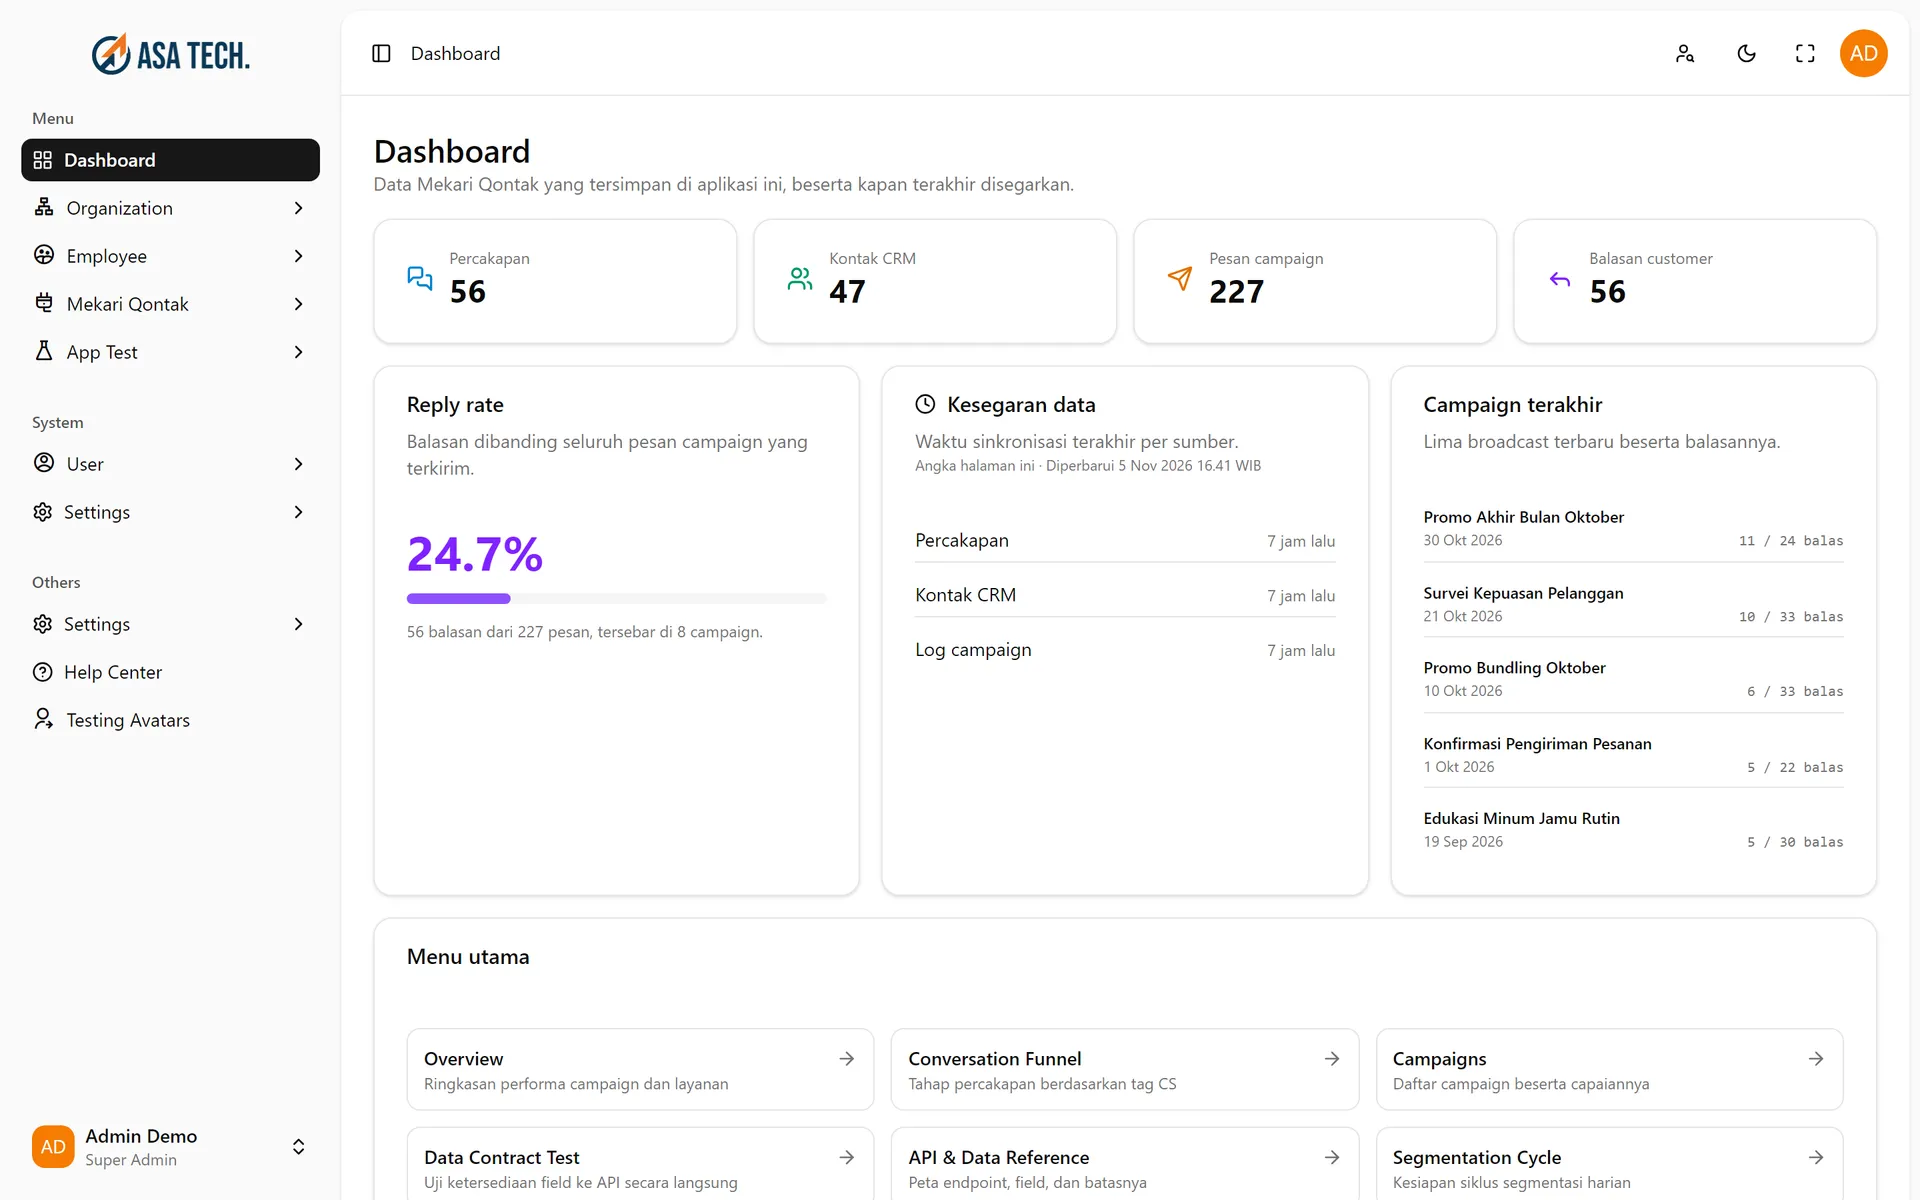 ASA TECH.
Menu
Dashboard
Organization
Employee
Mekari Qontak
App Test
System
User
Settings
Others
Settings
Help Center
Testing Avatars
AD
Admin Demo
Super Admin
Dashboard
AD
Dashboard
Data Mekari Qontak yang tersimpan di aplikasi ini, beserta kapan terakhir disegarkan.
Percakapan
56
Kontak CRM
47
Pesan campaign
227
Balasan customer
56
Reply rate
Balasan dibanding seluruh pesan campaign yang
terkirim.
24.7%
56 balasan dari 227 pesan, tersebar di 8 campaign.
Kesegaran data
Waktu sinkronisasi terakhir per sumber.
Angka halaman ini · Diperbarui 5 Nov 2026 16.41 WIB
Percakapan 7 jam lalu
Kontak CRM 7 jam lalu
Log campaign 7 jam lalu
Campaign terakhir
Lima broadcast terbaru beserta balasannya.
Promo Akhir Bulan Oktober
30 Okt 2026 11 / 24 balas
Survei Kepuasan Pelanggan
21 Okt 2026 10 / 33 balas
Promo Bundling Oktober
10 Okt 2026 6 / 33 balas
Konfirmasi Pengiriman Pesanan
1 Okt 2026 5 / 22 balas
Edukasi Minum Jamu Rutin
19 Sep 2026 5 / 30 balas
Menu utama
Overview
Ringkasan performa campaign dan layanan
Conversation Funnel
Tahap percakapan berdasarkan tag CS
Campaigns
Daftar campaign beserta capaiannya
Data Contract Test
Uji ketersediaan field ke API secara langsung
API & Data Reference
Peta endpoint, field, dan batasnya
Segmentation Cycle
Kesiapan siklus segmentasi harian